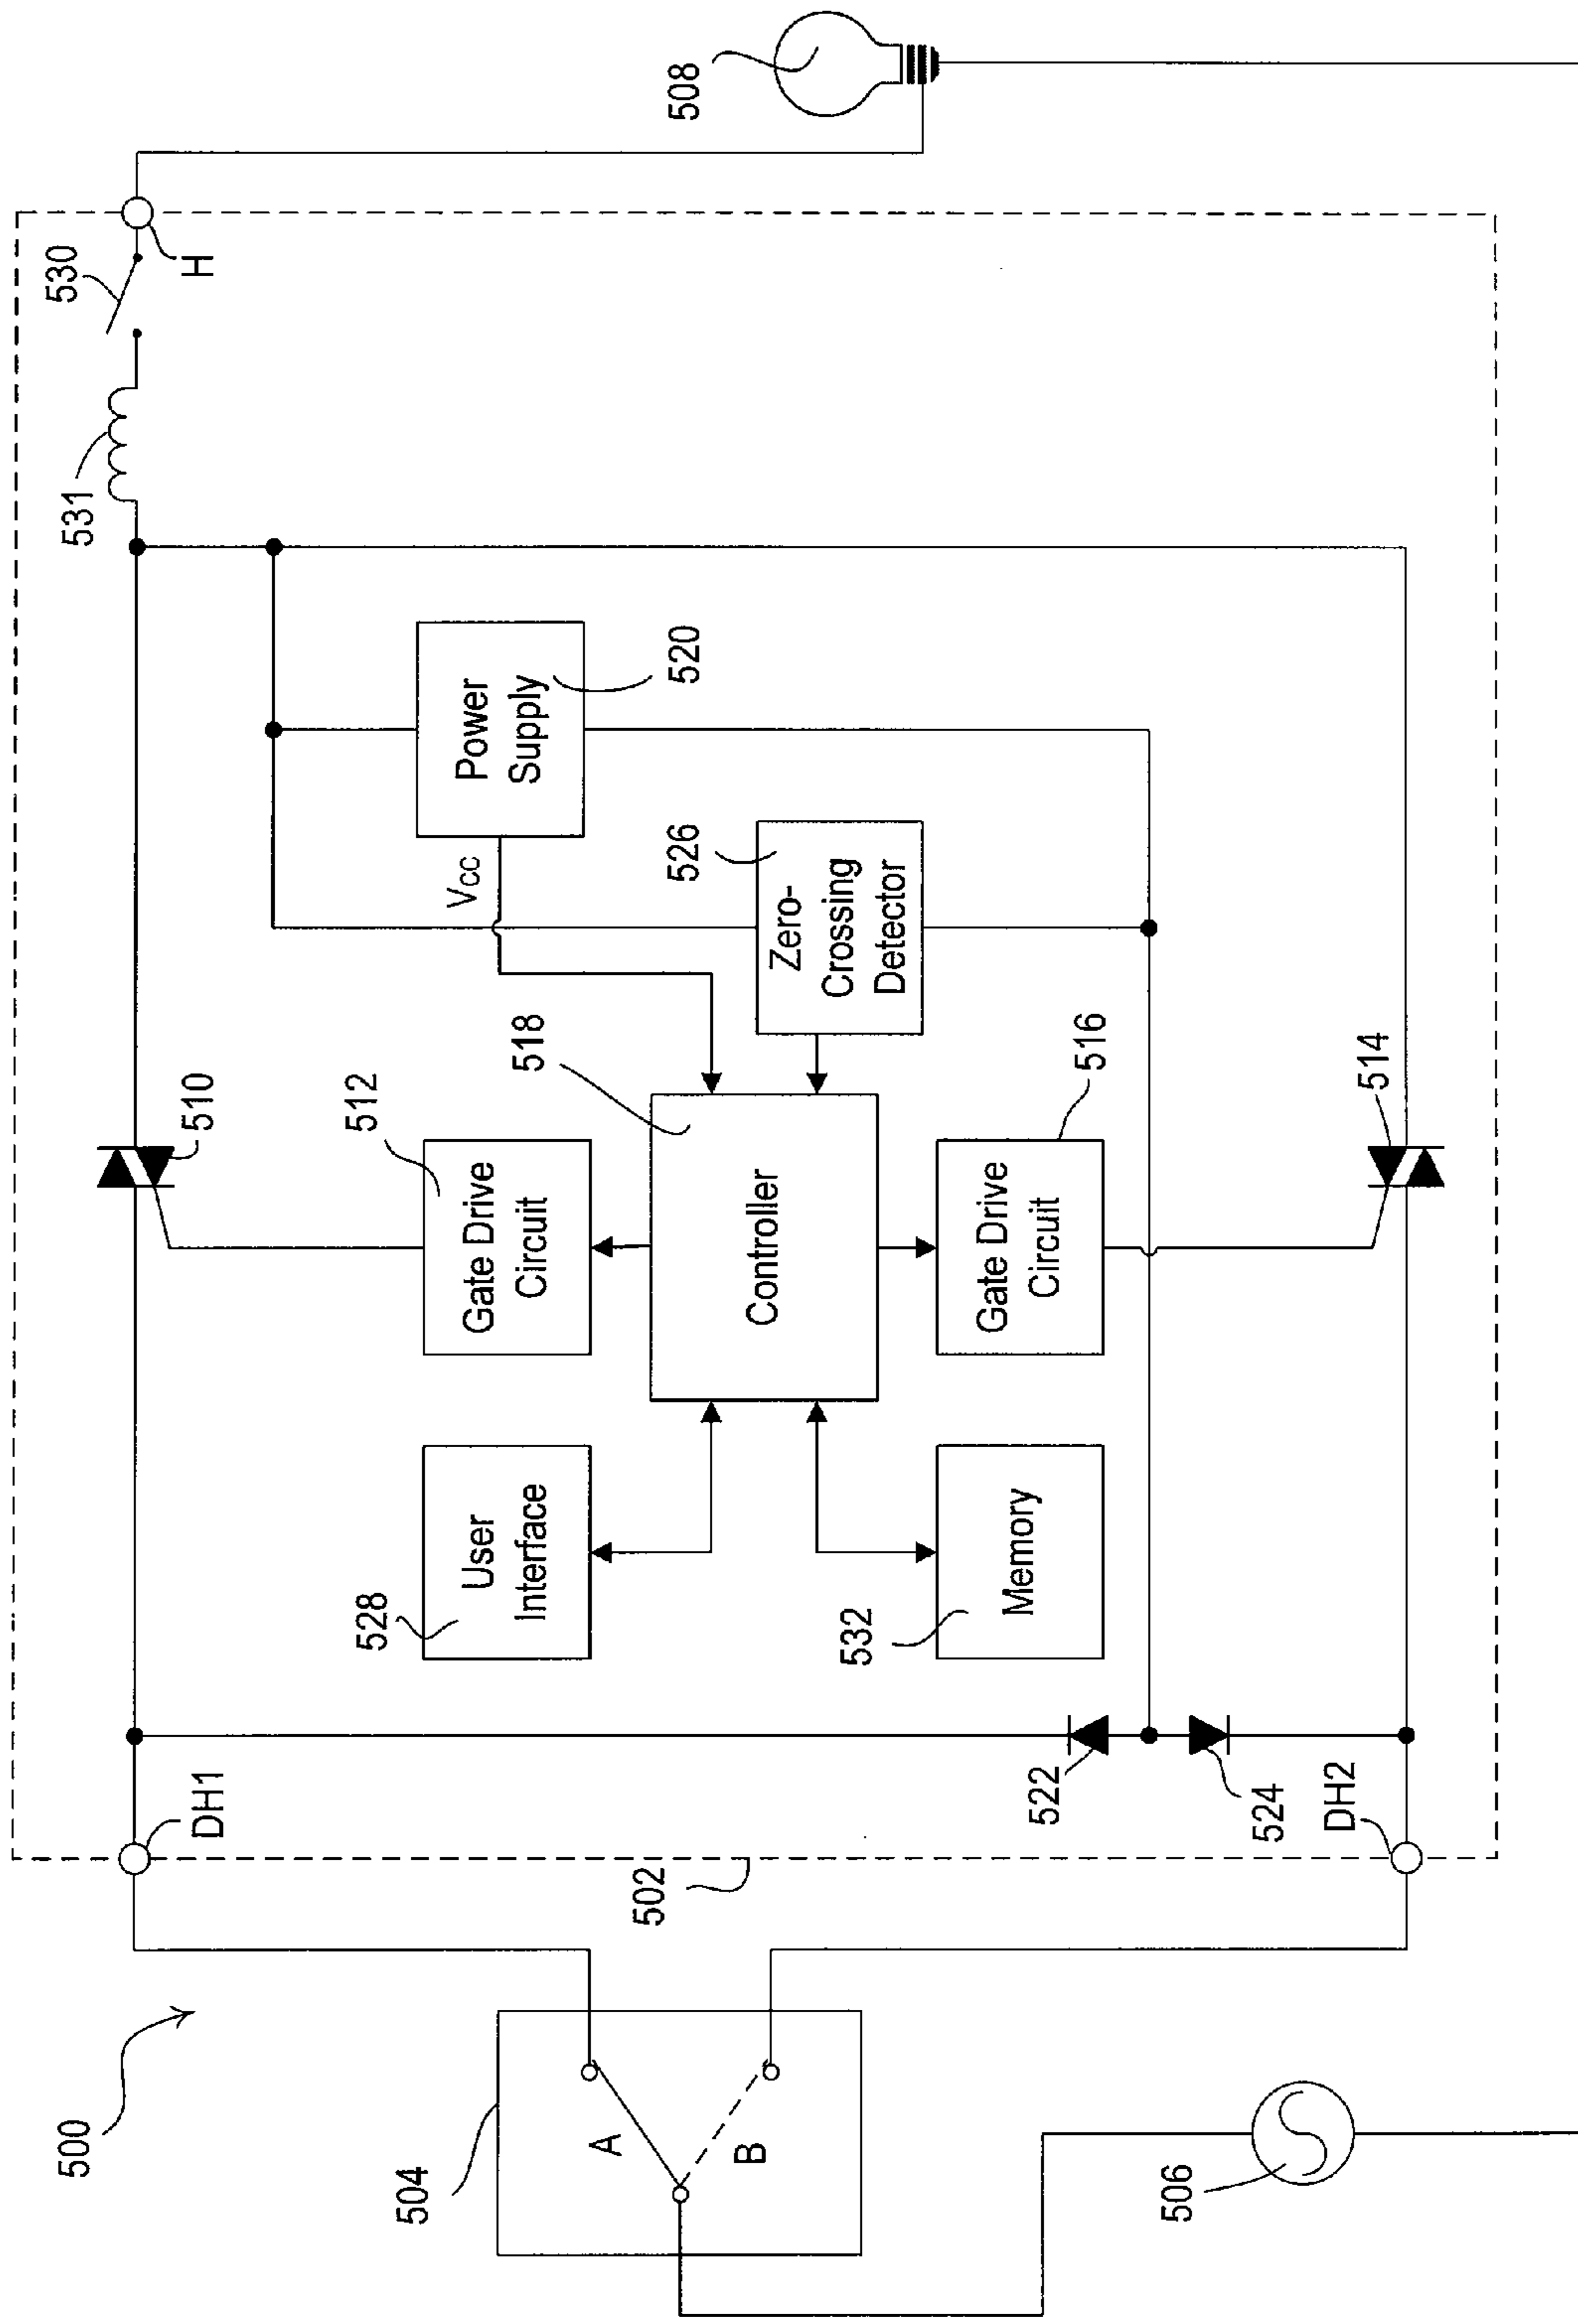 500
504
A
B
506
502
DH1
DH2
528
User
Interface
532
Memory
522
524
510
512
Gate Drive
Circuit
518
Controller
516
Gate Drive
Circuit
514
Vcc
526
Zero-
Crossing
Detector
Power
Supply
520
531
530
H
508